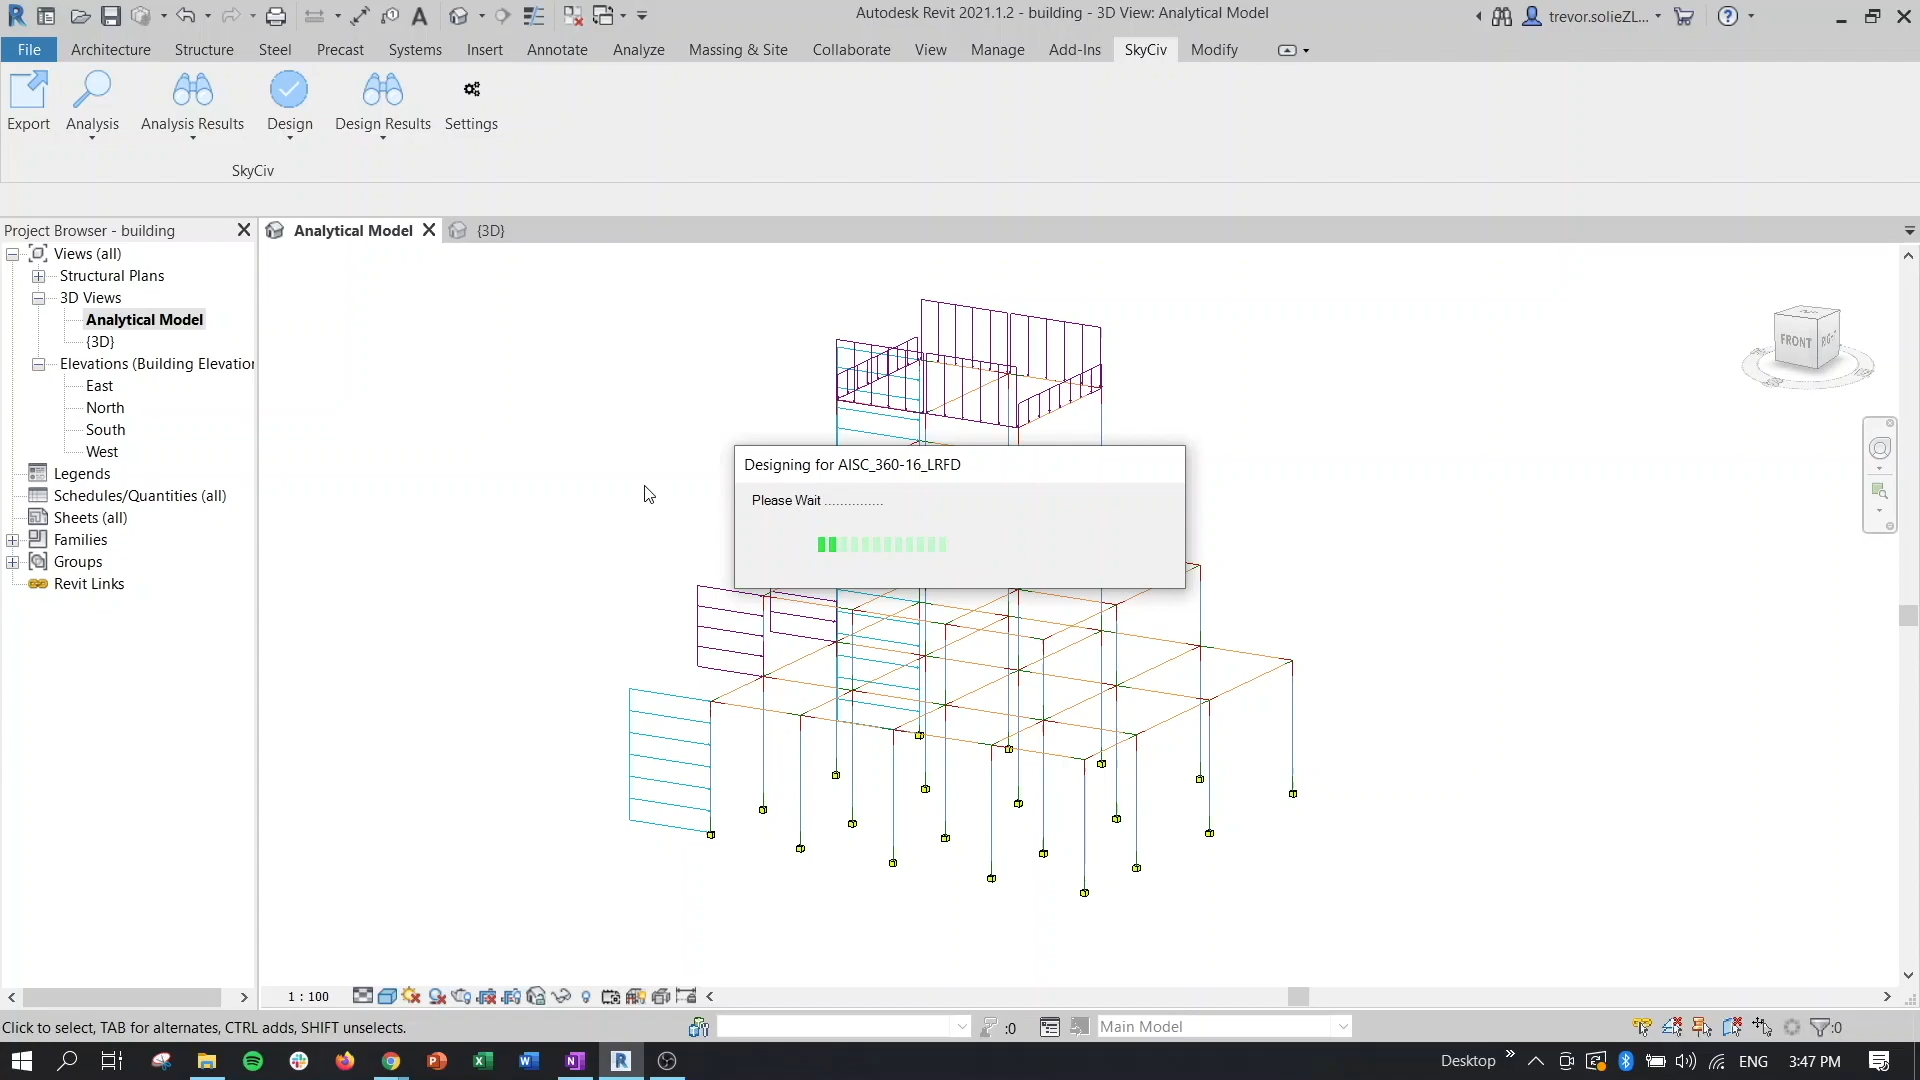 Autodesk Revit 2021.1.2 - building - 3D View: Analytical Model
trevor.solieZL...
File Architecture Structure Steel Precast Systems Insert Annotate Analyze Massing & Site Collaborate View Manage Add-Ins SkyCiv Modify
Export Analysis Analysis Results Design Design Results Settings
SkyCiv
Project Browser - building
Analytical Model
{3D}
Views (all)
Structural Plans
3D Views
Analytical Model
{3D}
Elevations (Building Elevation
East
North
South
West
Legends
Schedules/Quantities (all)
Sheets (all)
Families
Groups
Revit Links
FRONT
Designing for AISC_360-16_LRFD
Please Wait ...............
1 : 100
Click to select, TAB for alternates, CTRL adds, SHIFT unselects.
:0
Main Model
:0
Desktop
ENG
3:47 PM